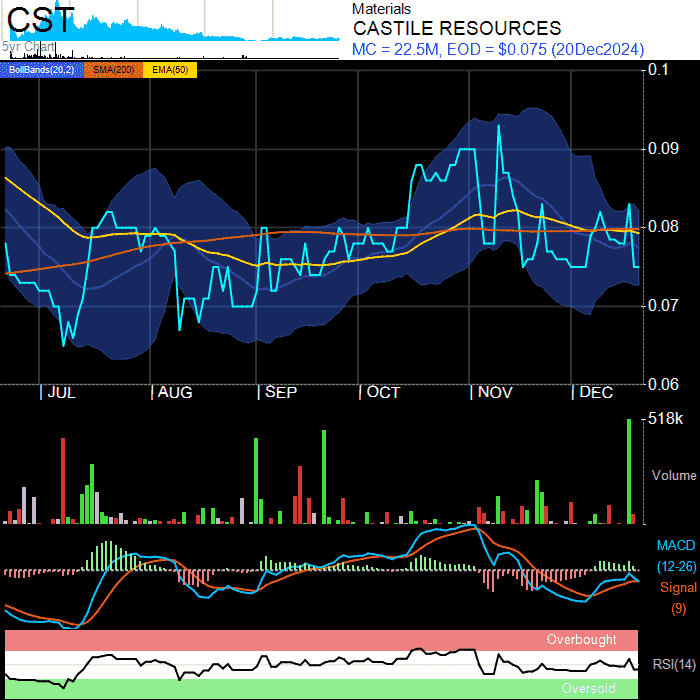 CST
5yr Chart
Materials
CASTILE RESOURCES
MC = 22.5M, EOD = $0.075 (20Dec2024)
BollBands(20,2) SMA(200) EMA(50)
0.1
0.09
0.08
0.07
0.06
JUL AUG SEP OCT NOV DEC
518k
Volume
MACD
(12-26)
Signal
(9)
Overbought
RSI(14)
Oversold